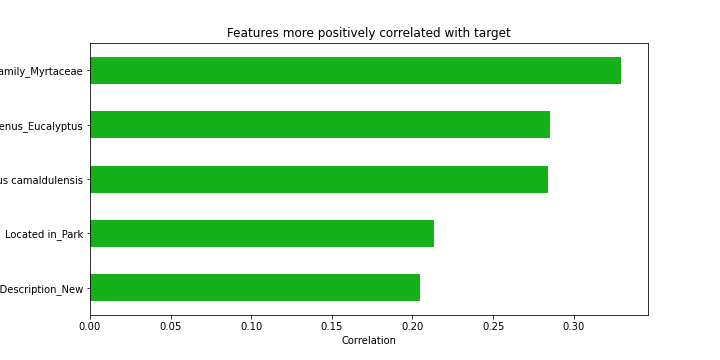 Features more positively correlated with target
amily_Myrtaceae
enus_Eucalyptus
us camaldulensis
Located in_Park
Description_New
0.00 0.05 0.10 0.15 0.20 0.25 0.30
Correlation